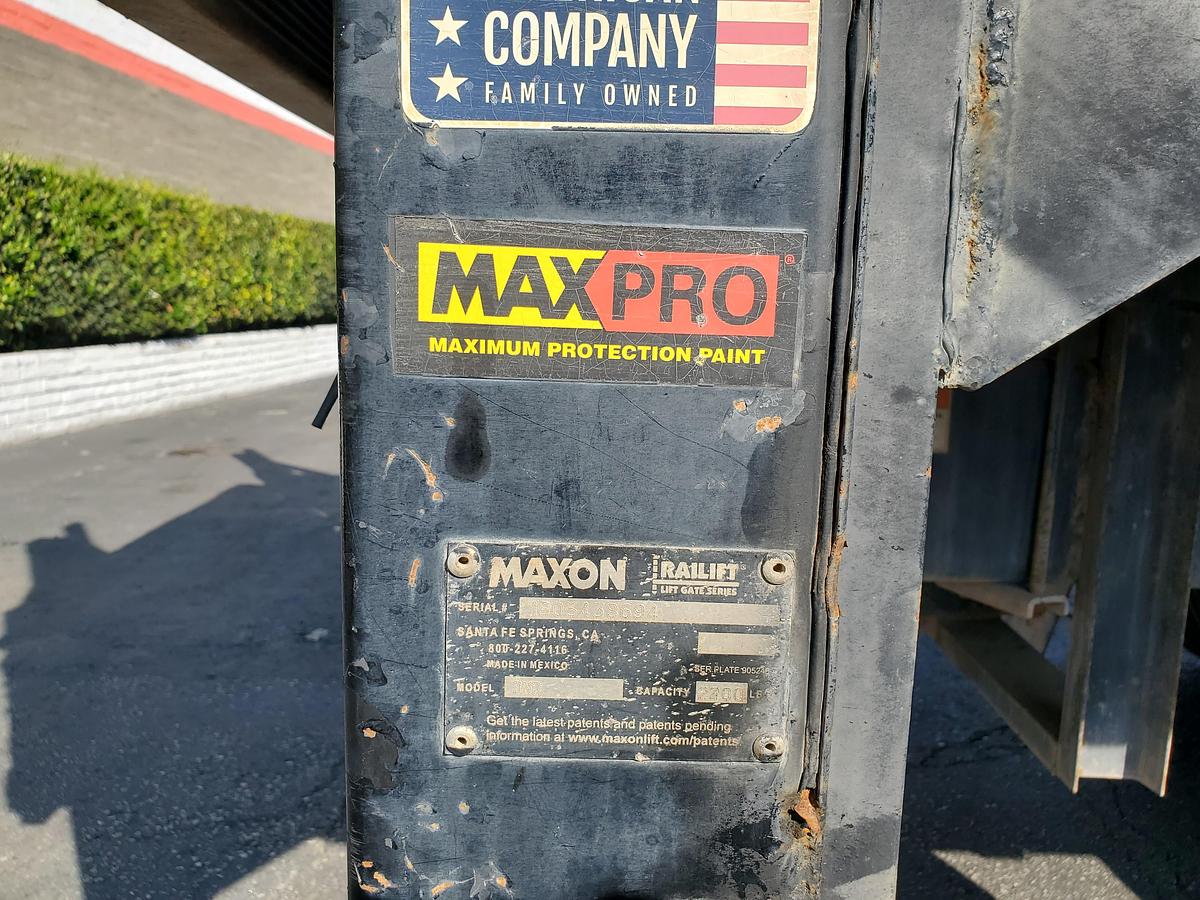 COMPANY
FAMILY OWNED
MAXPRO®
MAXIMUM PROTECTION PAINT
MAXON RAILIFT
LIFT GATE SERIES
SERIAL #
SANTA FE SPRINGS, CA
800-227-4116
MADE IN MEXICO
SER PLATE
MODEL CAPACITY LBS
Get the latest patents and patents pending
information at www.maxonlift.com/patents